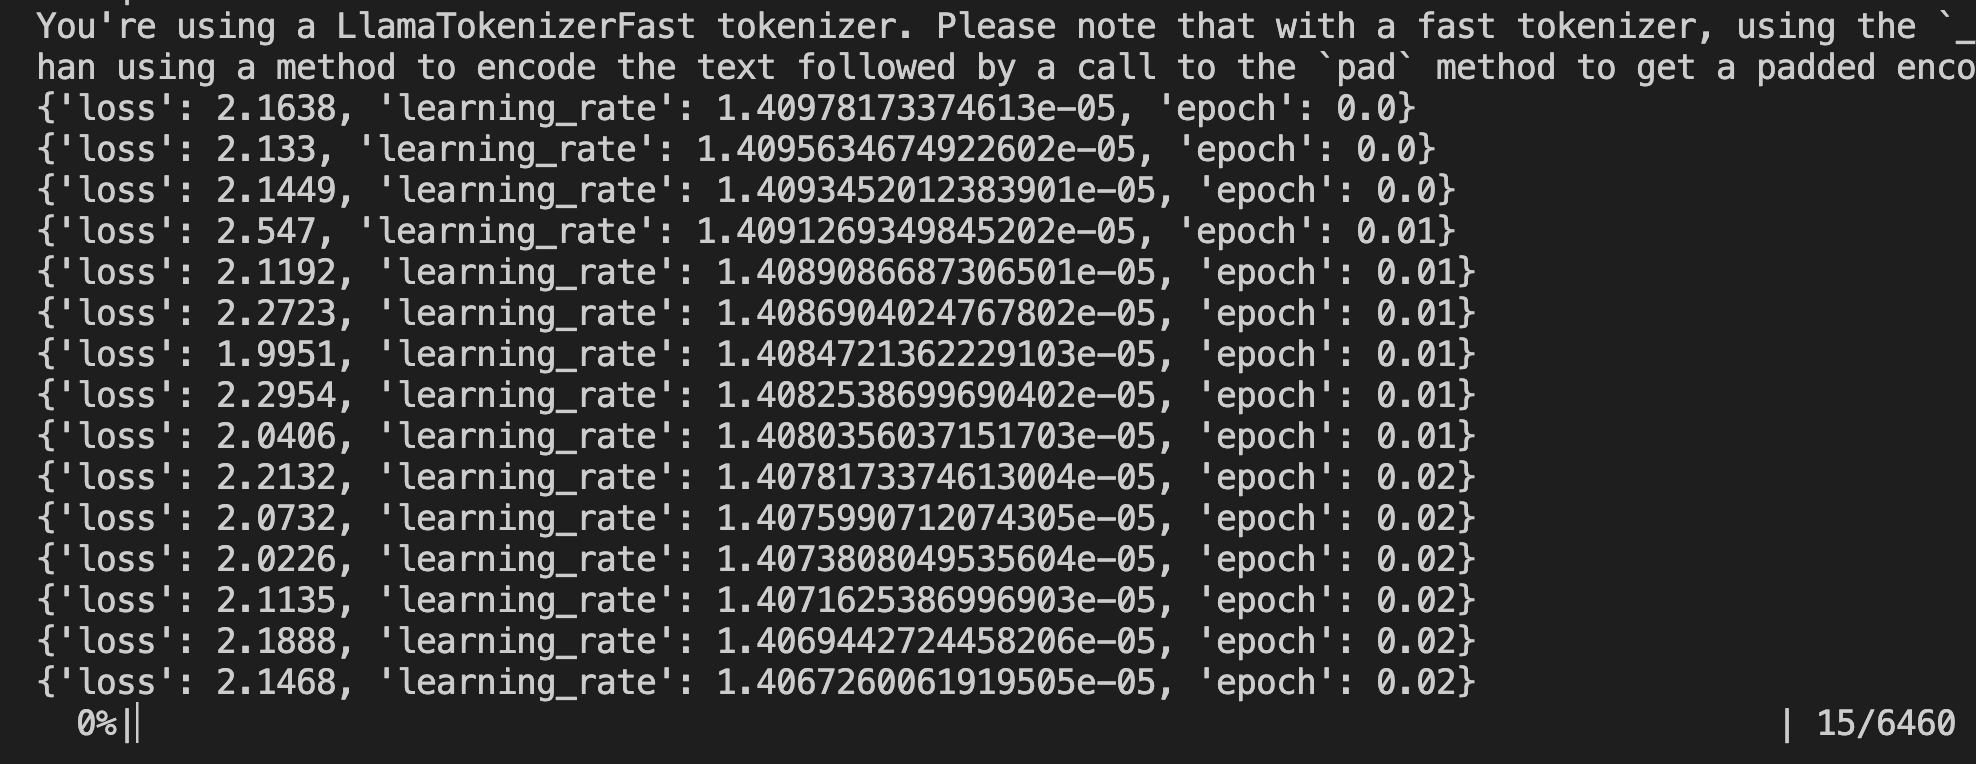 You're using a LlamaTokenizerFast tokenizer. Please note that with a fast tokenizer, using the `_
han using a method to encode the text followed by a call to the `pad` method to get a padded enco
{'loss': 2.1638, 'learning_rate': 1.40978173374613e-05, 'epoch': 0.0}
{'loss': 2.133, 'learning_rate': 1.4095634674922602e-05, 'epoch': 0.0}
{'loss': 2.1449, 'learning_rate': 1.4093452012383901e-05, 'epoch': 0.0}
{'loss': 2.547, 'learning_rate': 1.4091269349845202e-05, 'epoch': 0.01}
{'loss': 2.1192, 'learning_rate': 1.4089086687306501e-05, 'epoch': 0.01}
{'loss': 2.2723, 'learning_rate': 1.4086904024767802e-05, 'epoch': 0.01}
{'loss': 1.9951, 'learning_rate': 1.4084721362229103e-05, 'epoch': 0.01}
{'loss': 2.2954, 'learning_rate': 1.4082538699690402e-05, 'epoch': 0.01}
{'loss': 2.0406, 'learning_rate': 1.4080356037151703e-05, 'epoch': 0.01}
{'loss': 2.2132, 'learning_rate': 1.4078173374613004e-05, 'epoch': 0.02}
{'loss': 2.0732, 'learning_rate': 1.4075990712074305e-05, 'epoch': 0.02}
{'loss': 2.0226, 'learning_rate': 1.4073808049535604e-05, 'epoch': 0.02}
{'loss': 2.1135, 'learning_rate': 1.4071625386996903e-05, 'epoch': 0.02}
{'loss': 2.1888, 'learning_rate': 1.4069442724458206e-05, 'epoch': 0.02}
{'loss': 2.1468, 'learning_rate': 1.4067260061919505e-05, 'epoch': 0.02}
0%| | 15/6460